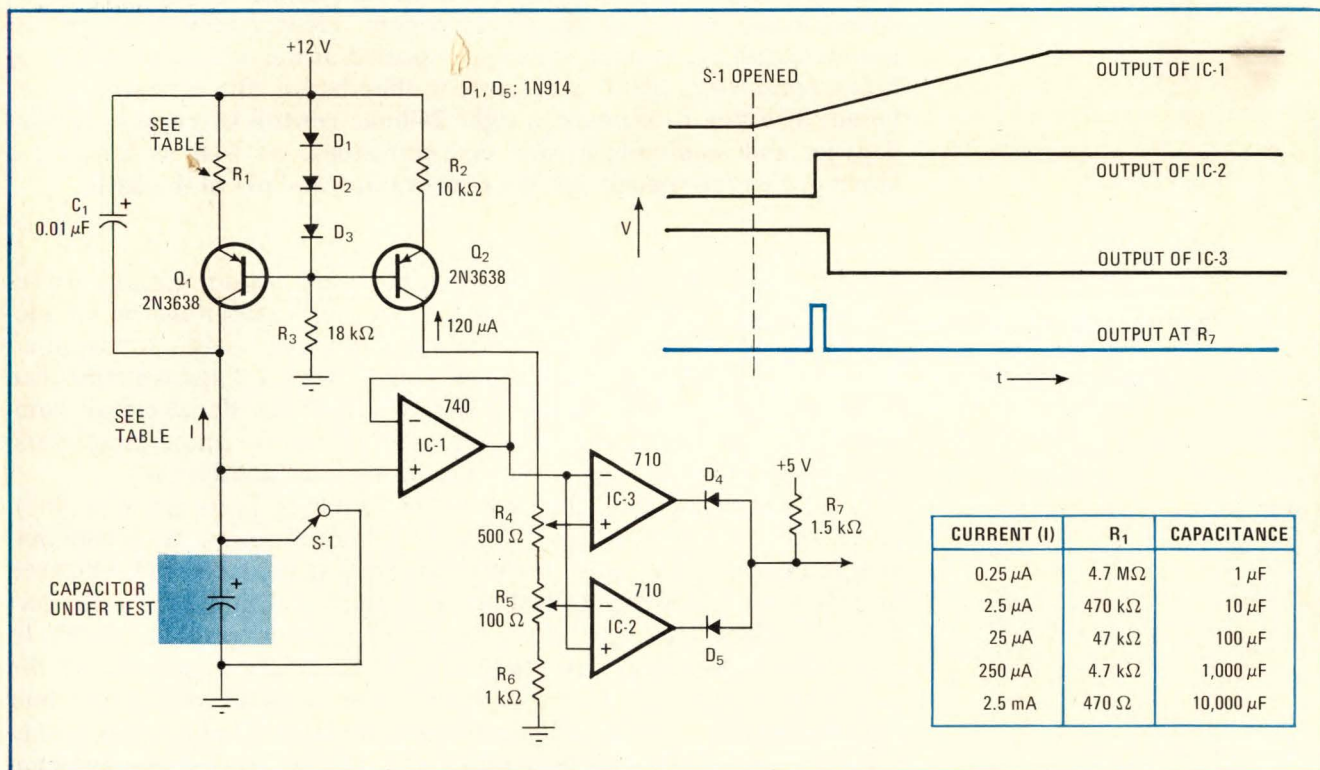 +12 V
D1, D5: 1N914
SEE
TABLE
R1
D1
D2
D3
R2
10 kΩ
C1
0.01 µF
+
Q1
2N3638
Q2
2N3638
R3
18 kΩ
120 µA
SEE
TABLE
I
740
−
IC-1
+
S-1
CAPACITOR
UNDER TEST
+
R4
500 Ω
R5
100 Ω
R6
1 kΩ
710
−
IC-3
+
710
−
IC-2
+
D4
D5
+5 V
R7
1.5 kΩ
S-1 OPENED
OUTPUT OF IC-1
OUTPUT OF IC-2
V
OUTPUT OF IC-3
OUTPUT AT R7
t
CURRENT (I) R1 CAPACITANCE
0.25 µA 4.7 MΩ 1 µF
2.5 µA 470 kΩ 10 µF
25 µA 47 kΩ 100 µF
250 µA 4.7 kΩ 1,000 µF
2.5 mA 470 Ω 10,000 µF